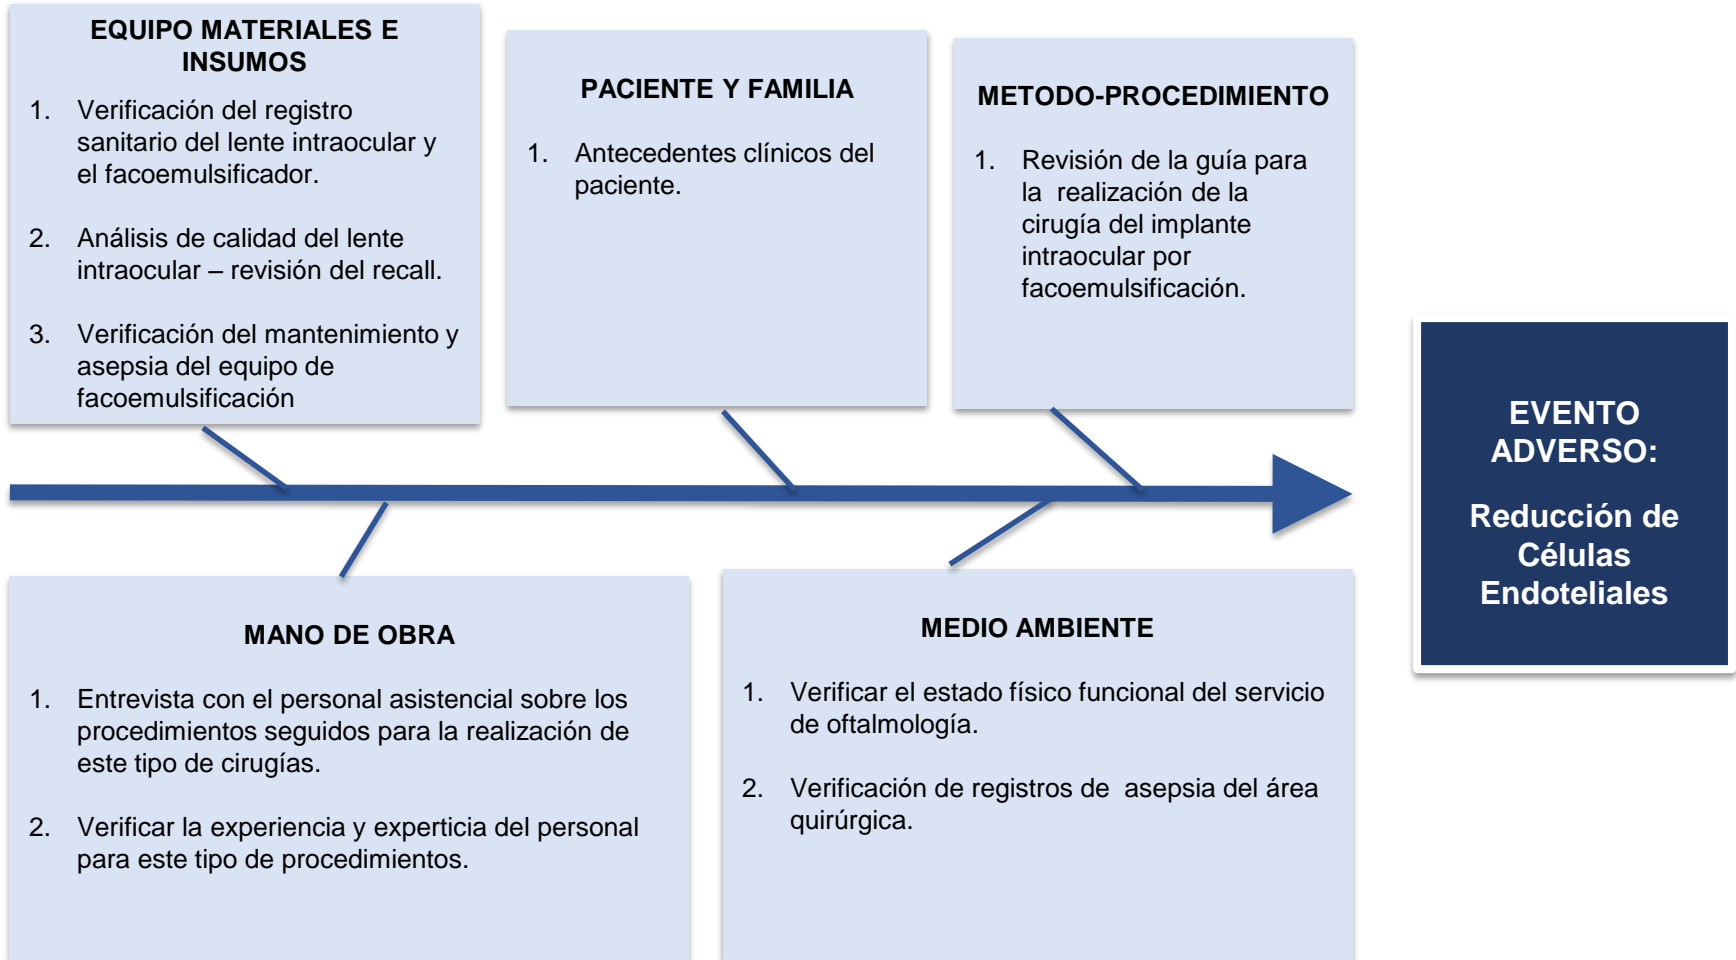 EQUIPO MATERIALES E
INSUMOS
1. Verificación del registro
sanitario del lente intraocular y
el facoemulsificador.
2. Análisis de calidad del lente
intraocular – revisión del recall.
3. Verificación del mantenimiento y
asepsia del equipo de
facoemulsificación
PACIENTE Y FAMILIA
1. Antecedentes clínicos del
paciente.
METODO-PROCEDIMIENTO
1. Revisión de la guía para
la realización de la
cirugía del implante
intraocular por
facoemulsificación.
EVENTO
ADVERSO:
Reducción de
Células
Endoteliales
MANO DE OBRA
1. Entrevista con el personal asistencial sobre los
procedimientos seguidos para la realización de
este tipo de cirugías.
2. Verificar la experiencia y experticia del personal
para este tipo de procedimientos.
MEDIO AMBIENTE
1. Verificar el estado físico funcional del servicio
de oftalmología.
2. Verificación de registros de asepsia del área
quirúrgica.